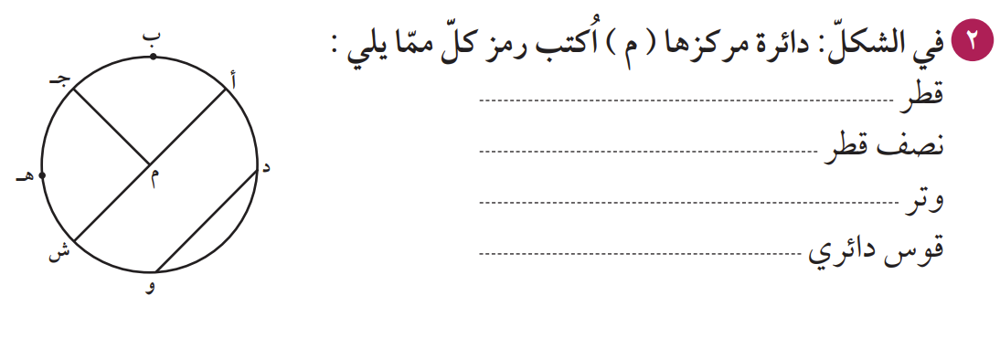 ٢ في الشكلّ: دائرة مركزها ( م ) اُكتب رمز كلّ ممّا يلي :
قطر ..........................................................
نصف قطر ..........................................................
وتر ..........................................................
قوس دائري ..........................................................
ب
جـ
أ
هـ
م
د
ش
و